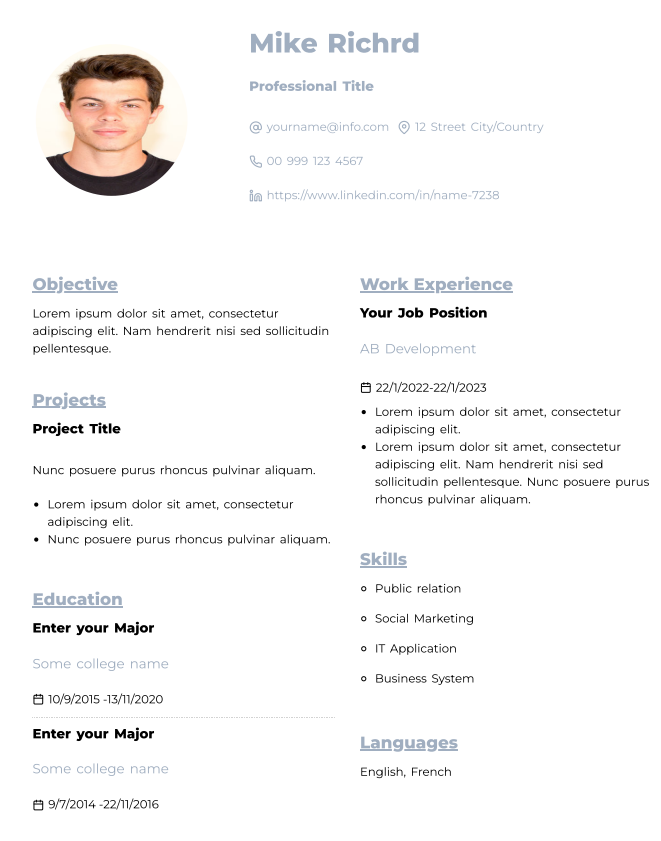 Mike Richrd
Professional Title
yourname@info.com 12 Street City/Country
00 999 123 4567
https://www.linkedin.com/in/name-7238
Objective
Lorem ipsum dolor sit amet, consectetur
adipiscing elit. Nam hendrerit nisi sed sollicitudin
pellentesque.
Projects
Project Title
Nunc posuere purus rhoncus pulvinar aliquam.
• Lorem ipsum dolor sit amet, consectetur
adipiscing elit.
• Nunc posuere purus rhoncus pulvinar aliquam.
Education
Enter your Major
Some college name
10/9/2015 -13/11/2020
Enter your Major
Some college name
9/7/2014 -22/11/2016
Work Experience
Your Job Position
AB Development
22/1/2022-22/1/2023
• Lorem ipsum dolor sit amet, consectetur
adipiscing elit.
• Lorem ipsum dolor sit amet, consectetur
adipiscing elit. Nam hendrerit nisi sed
sollicitudin pellentesque. Nunc posuere purus
rhoncus pulvinar aliquam.
Skills
Public relation
Social Marketing
IT Application
Business System
Languages
English, French